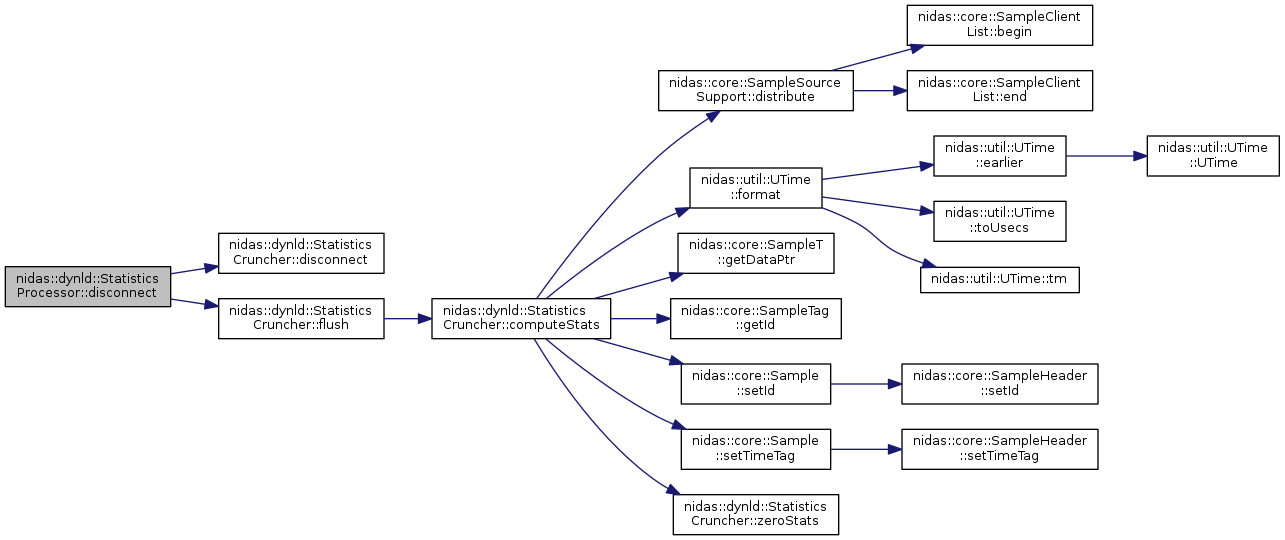 nidas::core::SampleClient
List::begin
nidas::core::SampleSource
Support::distribute
nidas::core::SampleClient
List::end
nidas::util::UTime
::earlier
nidas::util::UTime
::UTime
nidas::util::UTime
::format
nidas::util::UTime
::toUsecs
nidas::dynld::Statistics
Cruncher::disconnect
nidas::core::SampleT
::getDataPtr
nidas::util::UTime::tm
nidas::dynld::Statistics
Processor::disconnect
nidas::dynld::Statistics
Cruncher::flush
nidas::dynld::Statistics
Cruncher::computeStats
nidas::core::SampleTag
::getId
nidas::core::Sample
::setId
nidas::core::SampleHeader
::setId
nidas::core::Sample
::setTimeTag
nidas::core::SampleHeader
::setTimeTag
nidas::dynld::Statistics
Cruncher::zeroStats